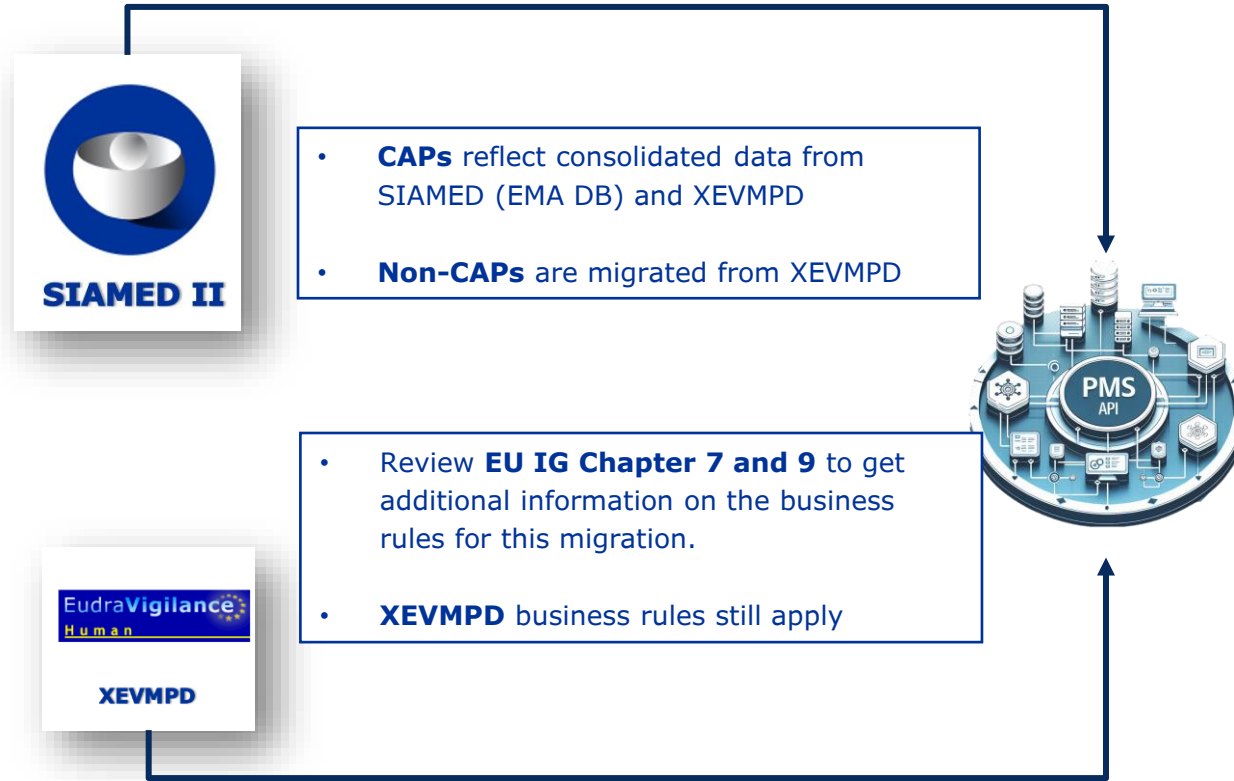 SIAMED II
• CAPs reflect consolidated data from
SIAMED (EMA DB) and XEVMPD
• Non-CAPs are migrated from XEVMPD
PMS
API
• Review EU IG Chapter 7 and 9 to get
additional information on the business
rules for this migration.
• XEVMPD business rules still apply
EudraVigilance
Human
XEVMPD